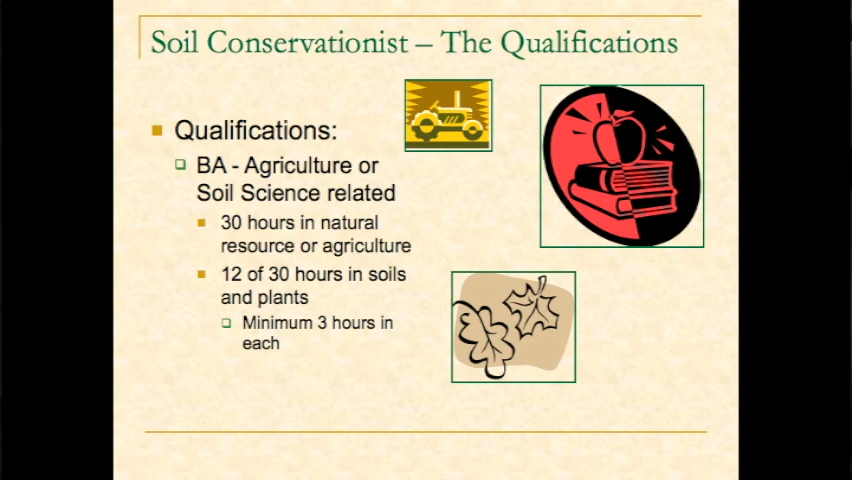 Soil Conservationist – The Qualifications
Qualifications:
BA - Agriculture or
Soil Science related
30 hours in natural
resource or agriculture
12 of 30 hours in soils
and plants
Minimum 3 hours in
each